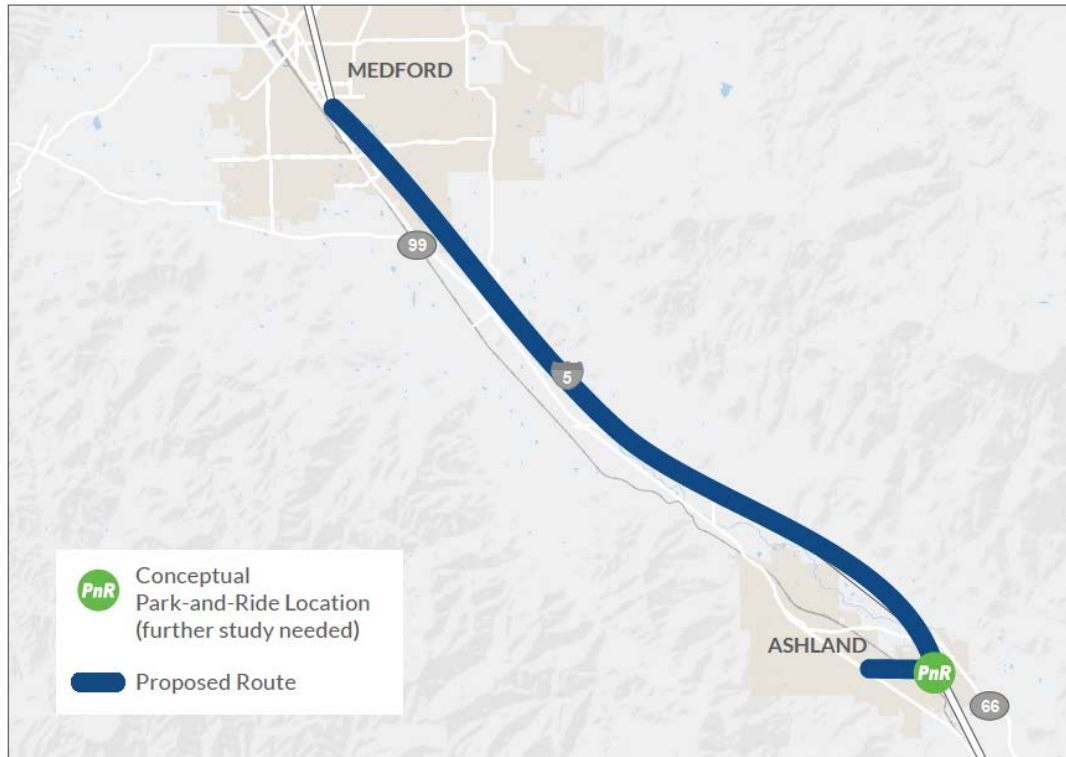 MEDFORD
99
5
PnR
Conceptual
Park-and-Ride Location
(further study needed)
Proposed Route
ASHLAND
PnR
66